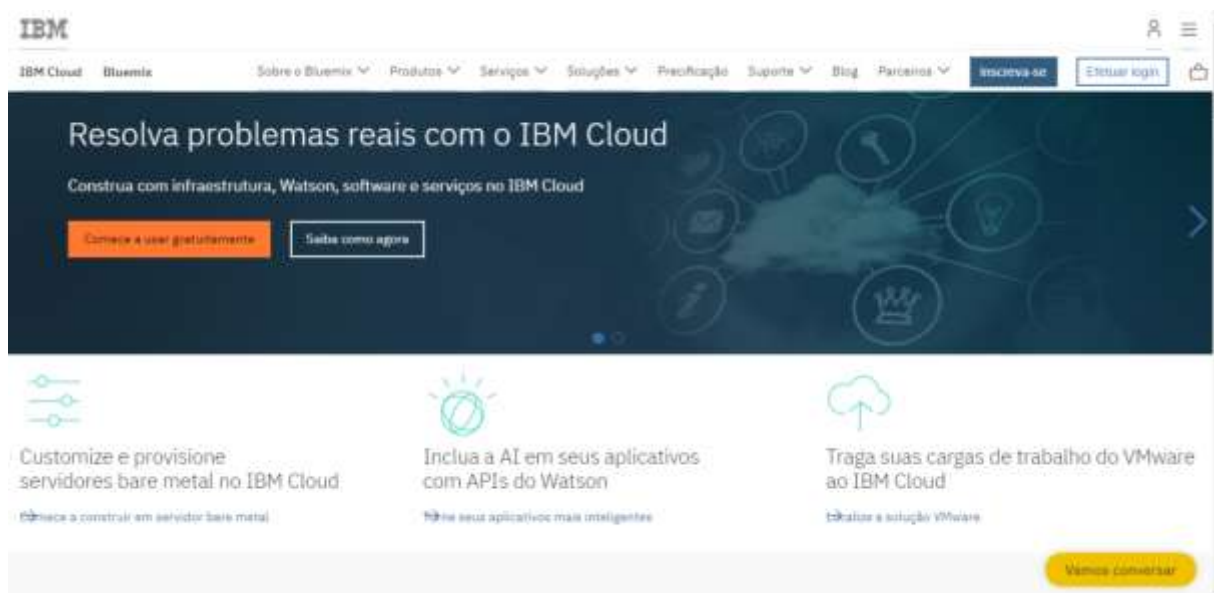 IBM
IBM Cloud Bluemix Sobre o Bluemix Produtos Serviços Soluções Precificação Suporte Blog Parceiros Inscreva-se Efetuar login
Resolva problemas reais com o IBM Cloud
Construa com infraestrutura, Watson, software e serviços no IBM Cloud
Comece a usar gratuitamente Saiba como agora
Customize e provisione
servidores bare metal no IBM Cloud
Inclua a AI em seus aplicativos
com APIs do Watson
Traga suas cargas de trabalho do VMware
ao IBM Cloud
a construir em servidor bare metal
seus aplicativos mais inteligentes
a solução VMware
Vamos conversar